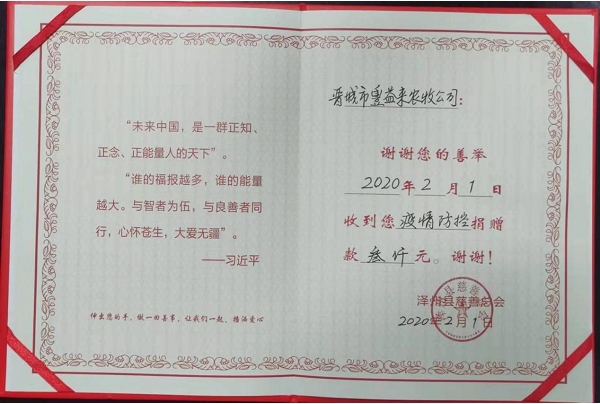 “未来中国，是一群正知、
正念、正能量人的天下”。
“谁的福报越多，谁的能量
越大。与智者为伍，与良善者同
行，心怀苍生，大爱无疆”。
——习近平
伸出您的手，做一回善事，让我们一起，播洒爱心
晋城市丰益来农牧公司：
谢谢您的善举
2020年2月1日
收到您疫情防控捐赠
款叁仟元。谢谢！
泽州县慈善总会
2020年2月1日